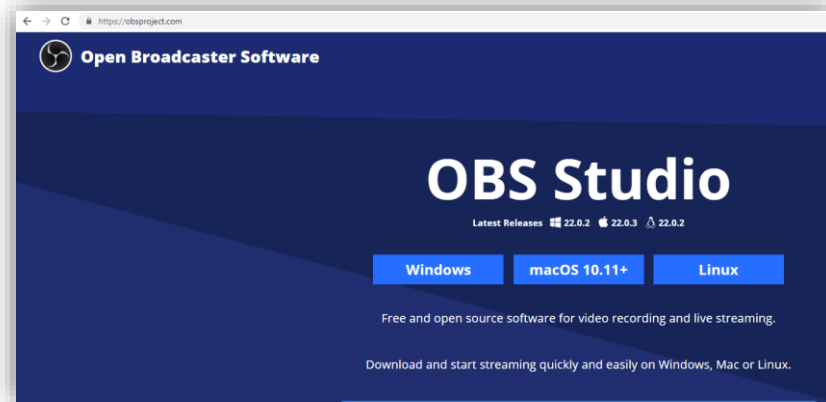 https://obsproject.com
Open Broadcaster Software
OBS Studio
Latest Releases 22.0.2 22.0.3 22.0.2
Windows macOS 10.11+ Linux
Free and open source software for video recording and live streaming.
Download and start streaming quickly and easily on Windows, Mac or Linux.